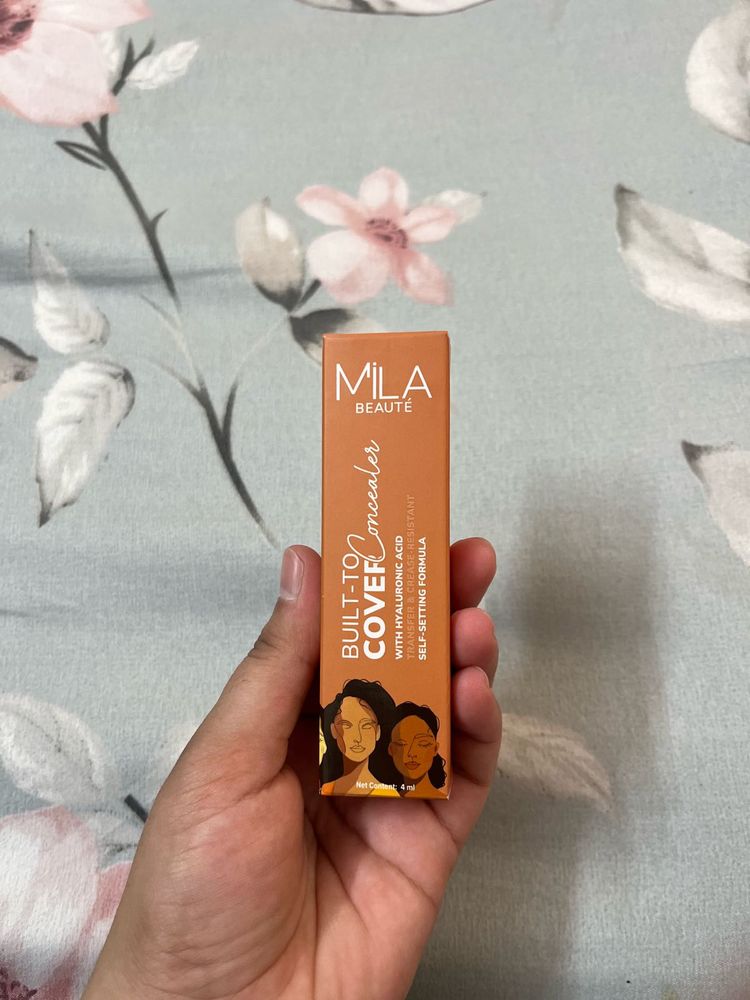 MiLA
BEAUTÉ
BUILT-TO
COVER Concealer
WITH HYALURONIC ACID
TRANSFER & CREASE-RESISTANT
SELF-SETTING FORMULA
Net Content: 4 ml